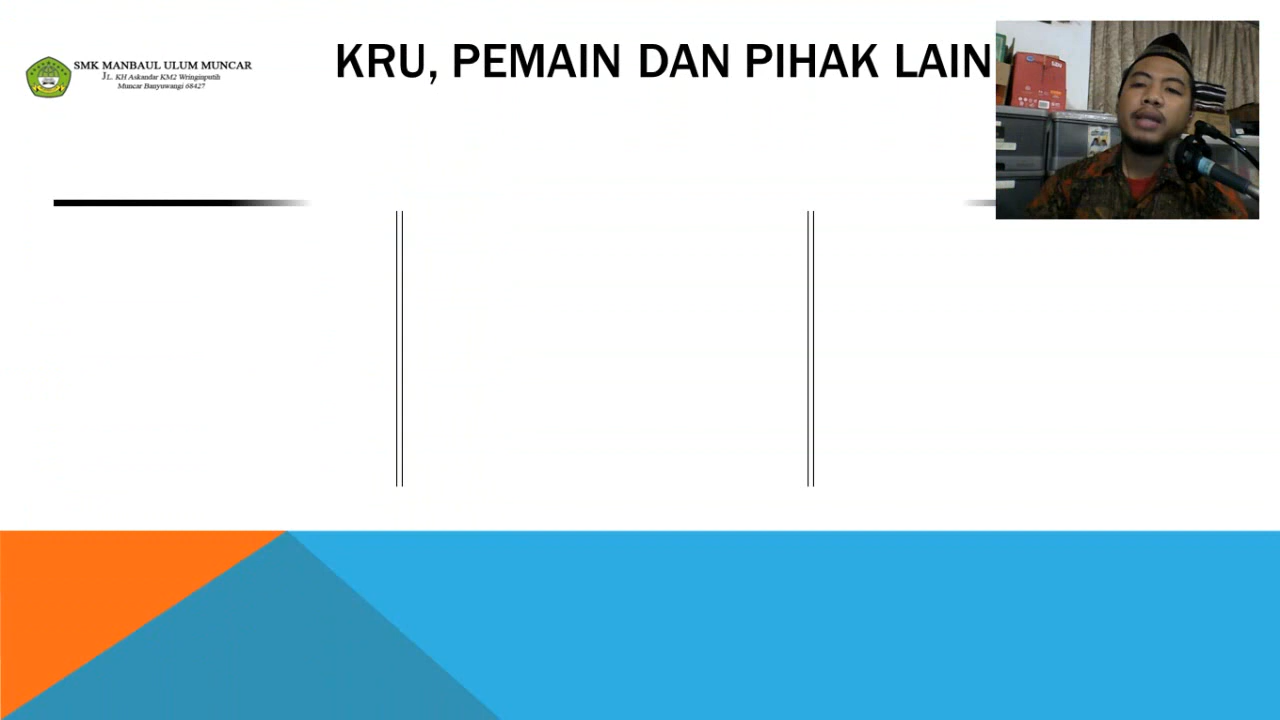 SMK MANBAUL ULUM MUNCAR
JL. KH Askandar KM2 Wringinputih
Muncar Banyuwangi 68427
KRU, PEMAIN DAN PIHAK LAIN